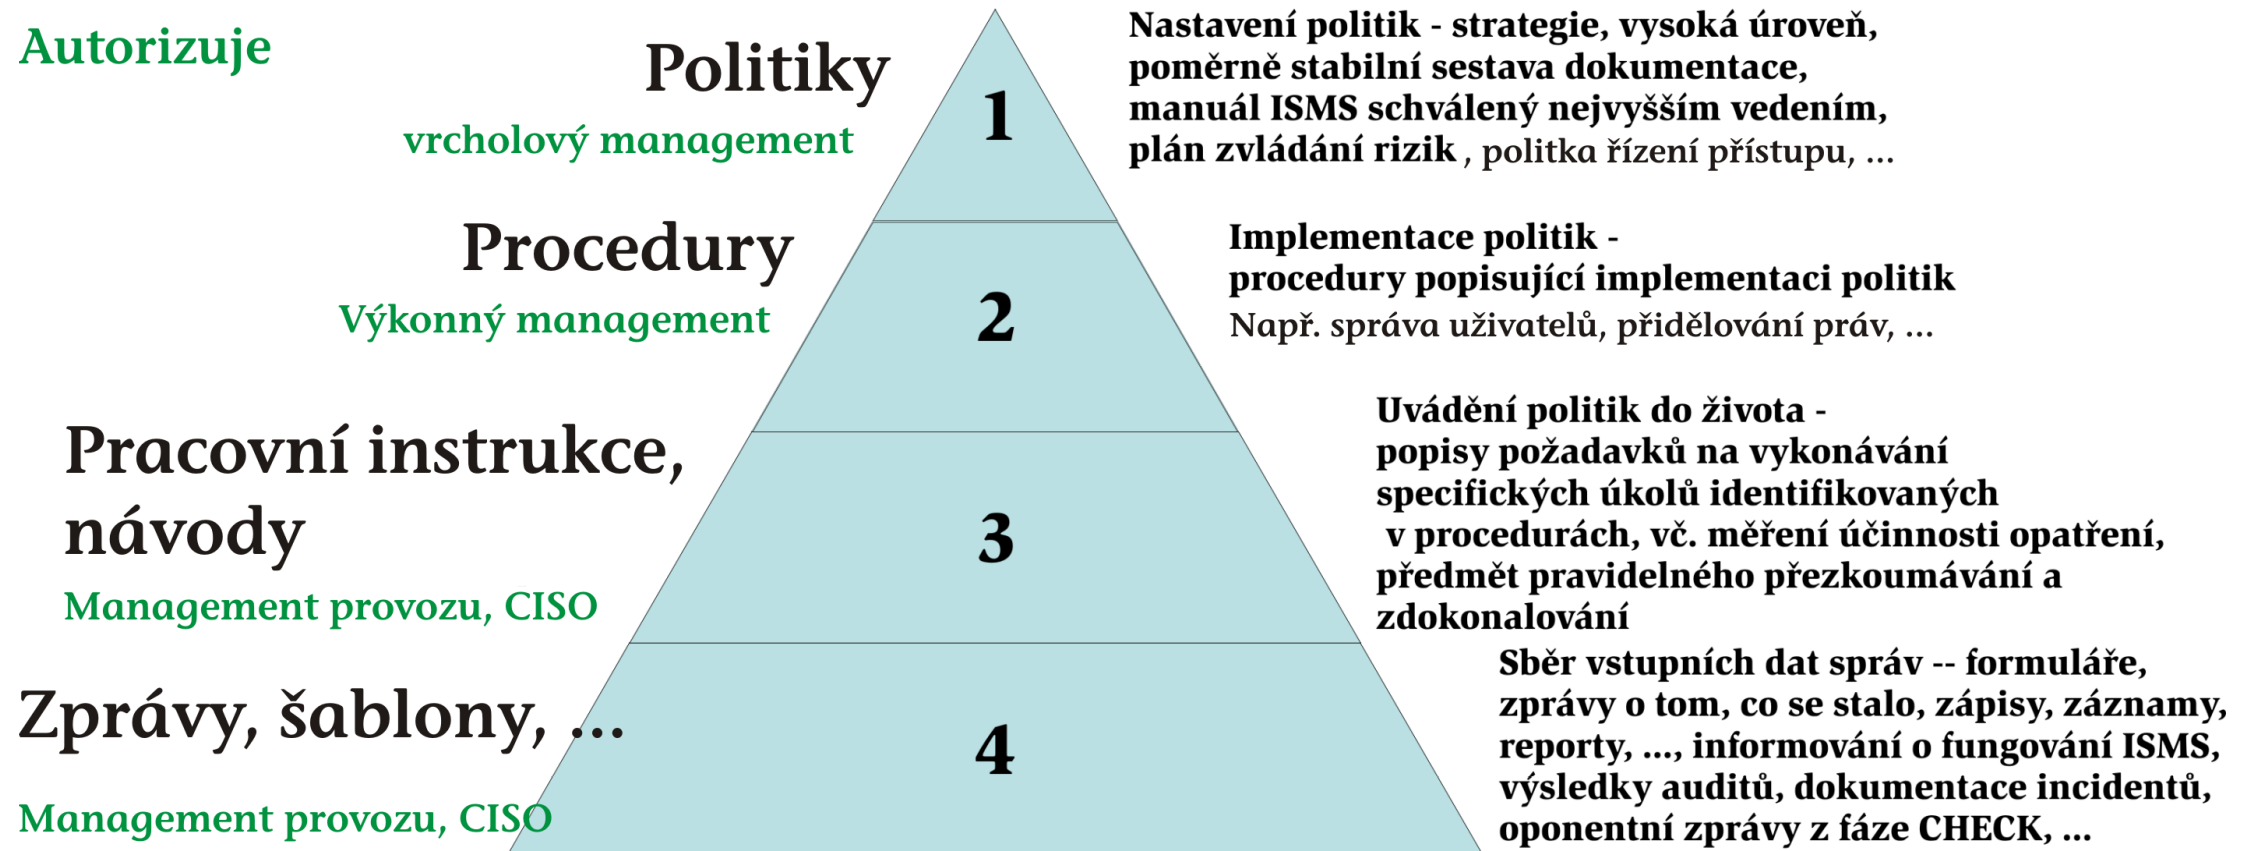 Autorizuje
Politiky
vrcholový management
1
Nastavení politik - strategie, vysoká úroveň,
poměrně stabilní sestava dokumentace,
manuál ISMS schválený nejvyšším vedením,
plán zvládání rizik , politka řízení přístupu, ...
Procedury
Výkonný management
2
Implementace politik -
procedury popisující implementaci politik
Např. správa uživatelů, přidělování práv, ...
Pracovní instrukce,
návody
Management provozu, CISO
3
Uvádění politik do života -
popisy požadavků na vykonávání
specifických úkolů identifikovaných
v procedurách, vč. měření účinnosti opatření,
předmět pravidelného přezkoumávání a
zdokonalování
Zprávy, šablony, ...
Management provozu, CISO
4
Sběr vstupních dat správ -- formuláře,
zprávy o tom, co se stalo, zápisy, záznamy,
reporty, ..., informování o fungování ISMS,
výsledky auditů, dokumentace incidentů,
oponentní zprávy z fáze CHECK, ...